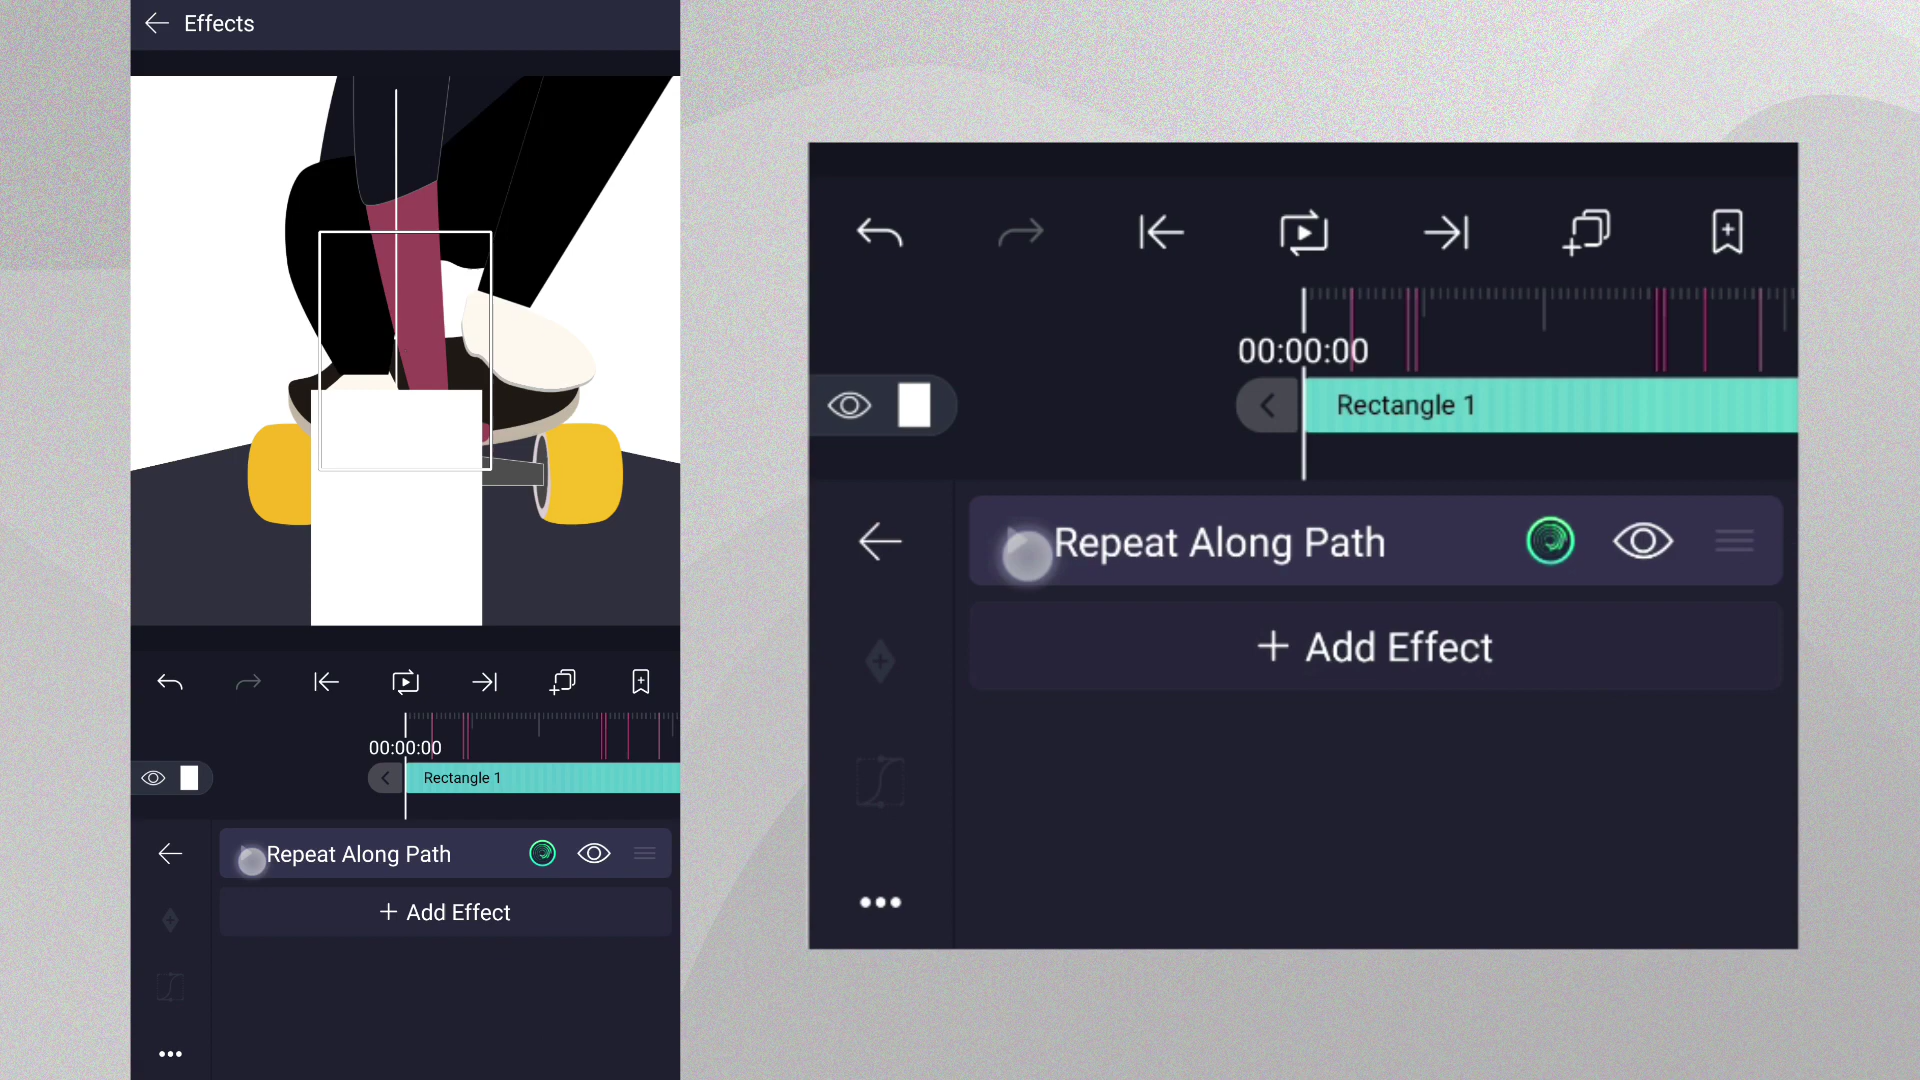 Effects
00:00:00
Rectangle 1
Repeat Along Path
Add Effect
00:00:00
Rectangle 1
Repeat Along Path
Add Effect